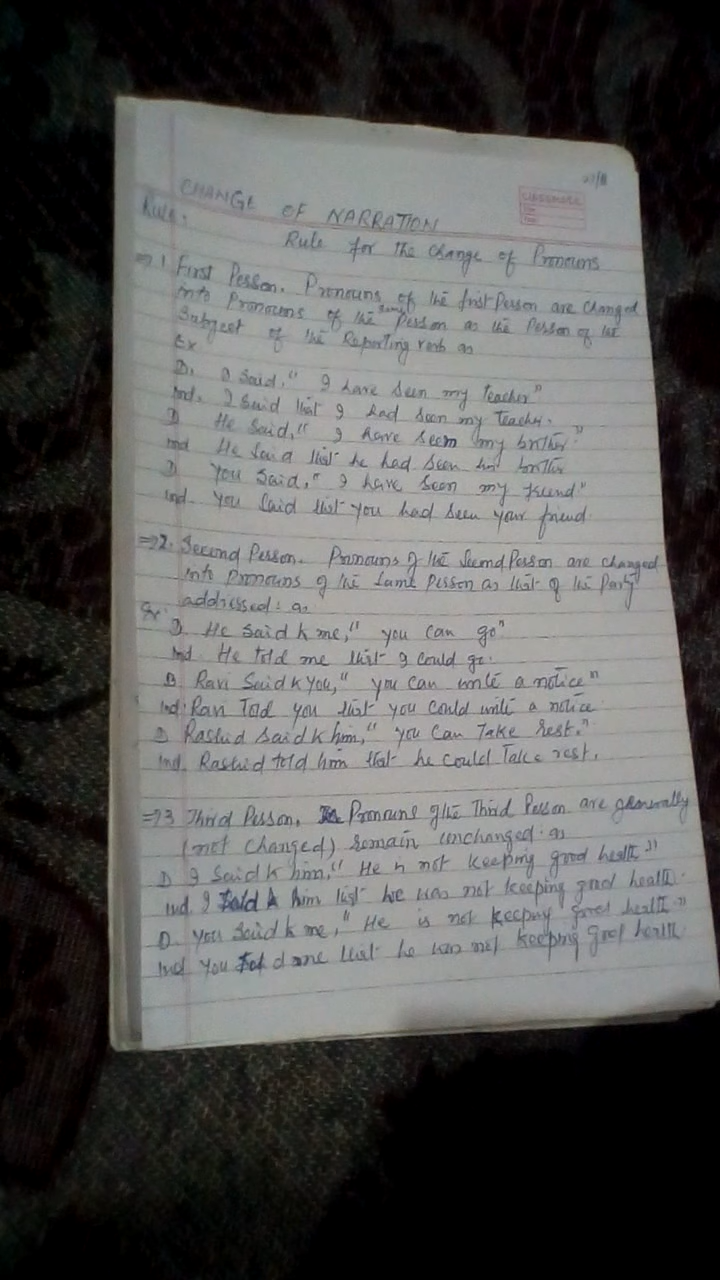 27/11
CLASSMATE
CHANGE OF NARRATION
Rule:
Rule for the change of Pronouns
⇒ 1 First Pesson. Pronouns of the first Person are changed
into Pronouns of the same Person as the Person of the
Subject of the Reporting verb as
Ex
D. I said," I have seen my teacher"
Ind. I said that I had seen my teacher.
D He said," I have seem my brother"
Ind He said that he had seen his brother
D You said," I have seen my friend"
Ind. You said that you had seen your friend.
⇒ 2. Second Person. Pronouns of the Second Person are changed
into pronouns of the same Person as that of the Party
addressed: as
Ex.
D. He said to me," you can go"
Ind. He told me that I could go.
D Ravi Said to you," you can write a notice"
Ind. Ravi Told you that you could write a notice
D Rashid said to him," you can Take rest."
Ind. Rashid told him that he could Take rest.
⇒ 3 Third Person, Pronouns of the Third Person are generally
(not changed) remain unchanged. as
D I said to him," He is not keeping good health"
Ind. I told him that he was not keeping good health.
D. You said to me," He is not keeping good health."
Ind You told me that he was not keeping good health